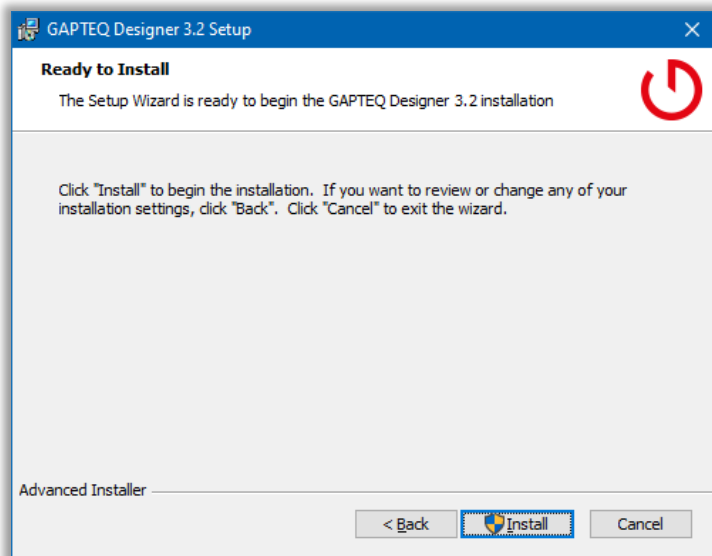 GAPTEQ Designer 3.2 Setup
Ready to Install
The Setup Wizard is ready to begin the GAPTEQ Designer 3.2 installation
Click "Install" to begin the installation.  If you want to review or change any of your
installation settings, click "Back".  Click "Cancel" to exit the wizard.
Advanced Installer
< Back Install Cancel